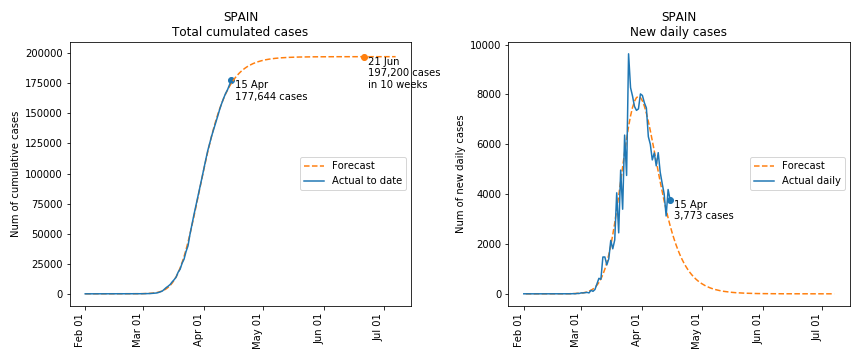 SPAIN
Total cumulated cases
Num of cumulative cases
200000
175000
150000
125000
100000
75000
50000
25000
0
21 Jun
197,200 cases
in 10 weeks
15 Apr
177,644 cases
Forecast
Actual to date
Feb 01
Mar 01
Apr 01
May 01
Jun 01
Jul 01
SPAIN
New daily cases
Num of new daily cases
10000
8000
6000
4000
2000
0
15 Apr
3,773 cases
Forecast
Actual daily
Feb 01
Mar 01
Apr 01
May 01
Jun 01
Jul 01